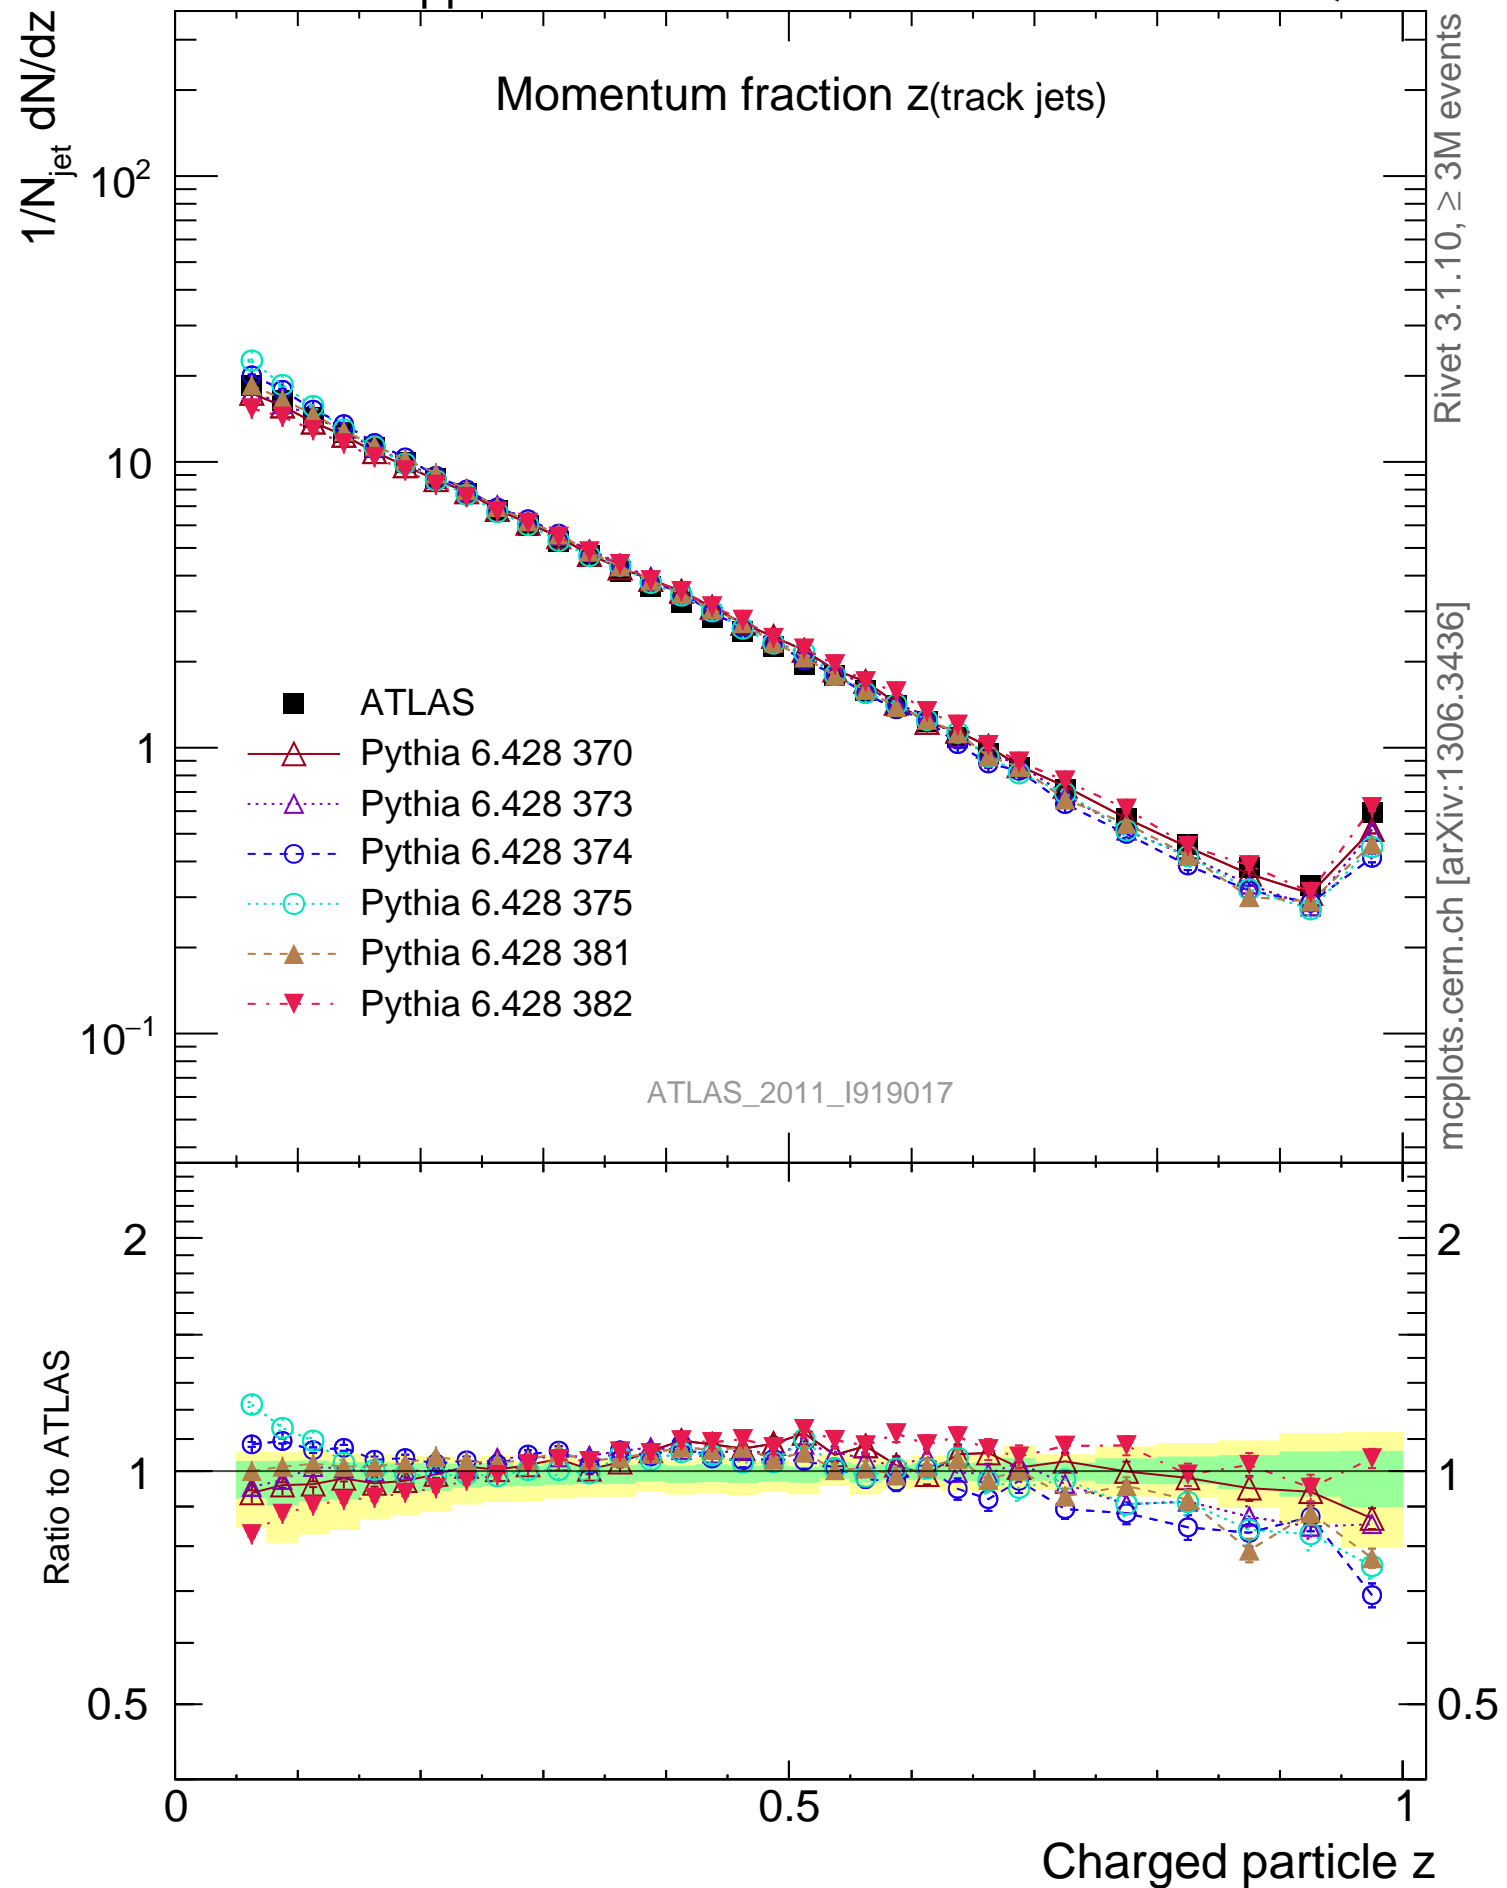 pp
Momentum fraction z(track jets)
1/N_jet dN/dz
10²
10
1
10⁻¹
ATLAS
Pythia 6.428 370
Pythia 6.428 373
Pythia 6.428 374
Pythia 6.428 375
Pythia 6.428 381
Pythia 6.428 382
ATLAS_2011_I919017
Rivet 3.1.10, ≥ 3M events
mcplots.cern.ch [arXiv:1306.3436]
Ratio to ATLAS
2
1
0.5
2
1
0.5
0
0.5
1
Charged particle z